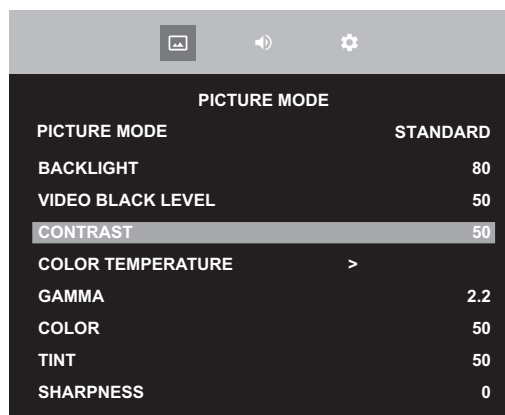 PICTURE MODE
PICTURE MODE STANDARD
BACKLIGHT 80
VIDEO BLACK LEVEL 50
CONTRAST 50
COLOR TEMPERATURE >
GAMMA 2.2
COLOR 50
TINT 50
SHARPNESS 0